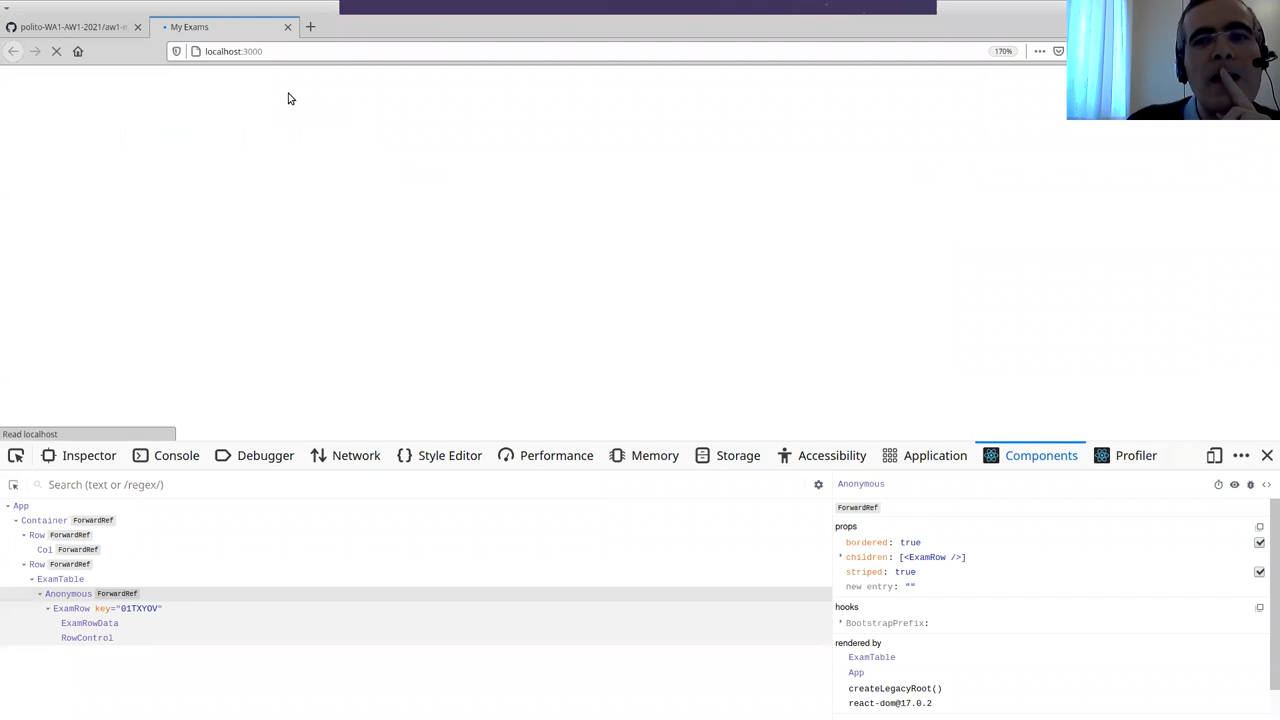 polito-WA1-AW1-2021/aw1-
My Exams
localhost:3000
170%
Read localhost
Inspector
Console
Debugger
Network
Style Editor
Performance
Memory
Storage
Accessibility
Application
Components
Profiler
Search (text or /regex/)
App
Container ForwardRef
Row ForwardRef
Col ForwardRef
Row ForwardRef
ExamTable
Anonymous ForwardRef
ExamRow key="01TXYOV"
ExamRowData
RowControl
Anonymous
ForwardRef
props
bordered: true
children: [<ExamRow />]
striped: true
new entry: ""
hooks
BootstrapPrefix:
rendered by
ExamTable
App
createLegacyRoot()
react-dom@17.0.2